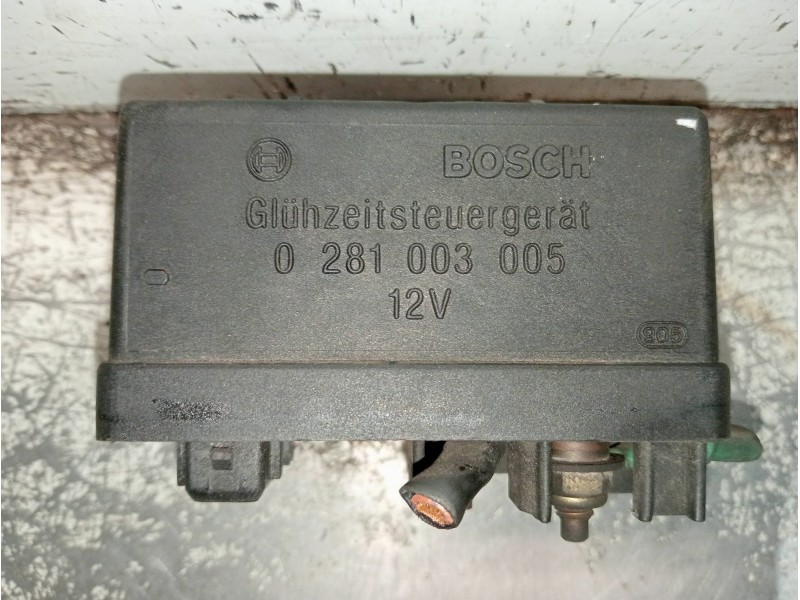 BOSCH
Glühzeitsteuergerät
0 281 003 005
12V
905